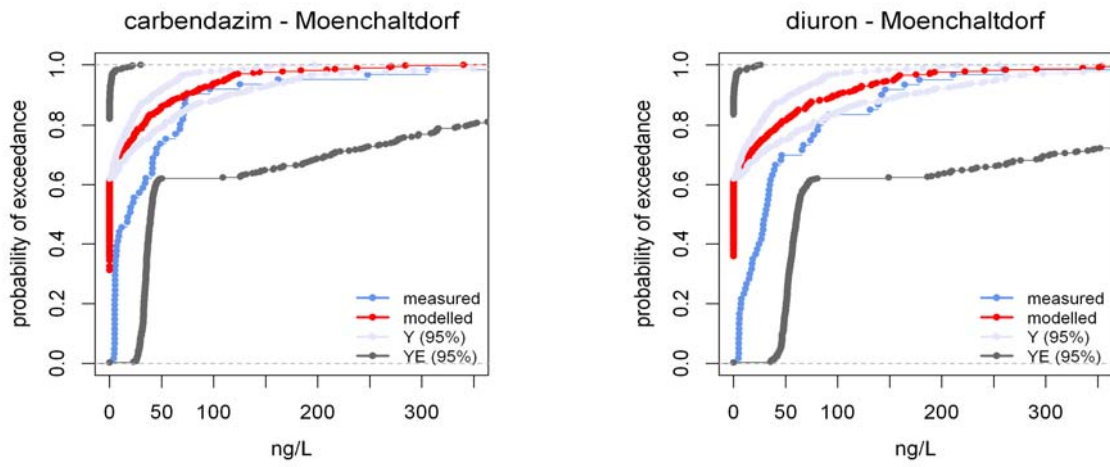 carbendazim - Moenchaltdorf
probability of exceedance
1.0
0.8
0.6
0.4
0.2
0.0
measured
modelled
Y (95%)
YE (95%)
0 50 100 200 300
ng/L
diuron - Moenchaltdorf
probability of exceedance
1.0
0.8
0.6
0.4
0.2
0.0
measured
modelled
Y (95%)
YE (95%)
0 50 100 200 300
ng/L